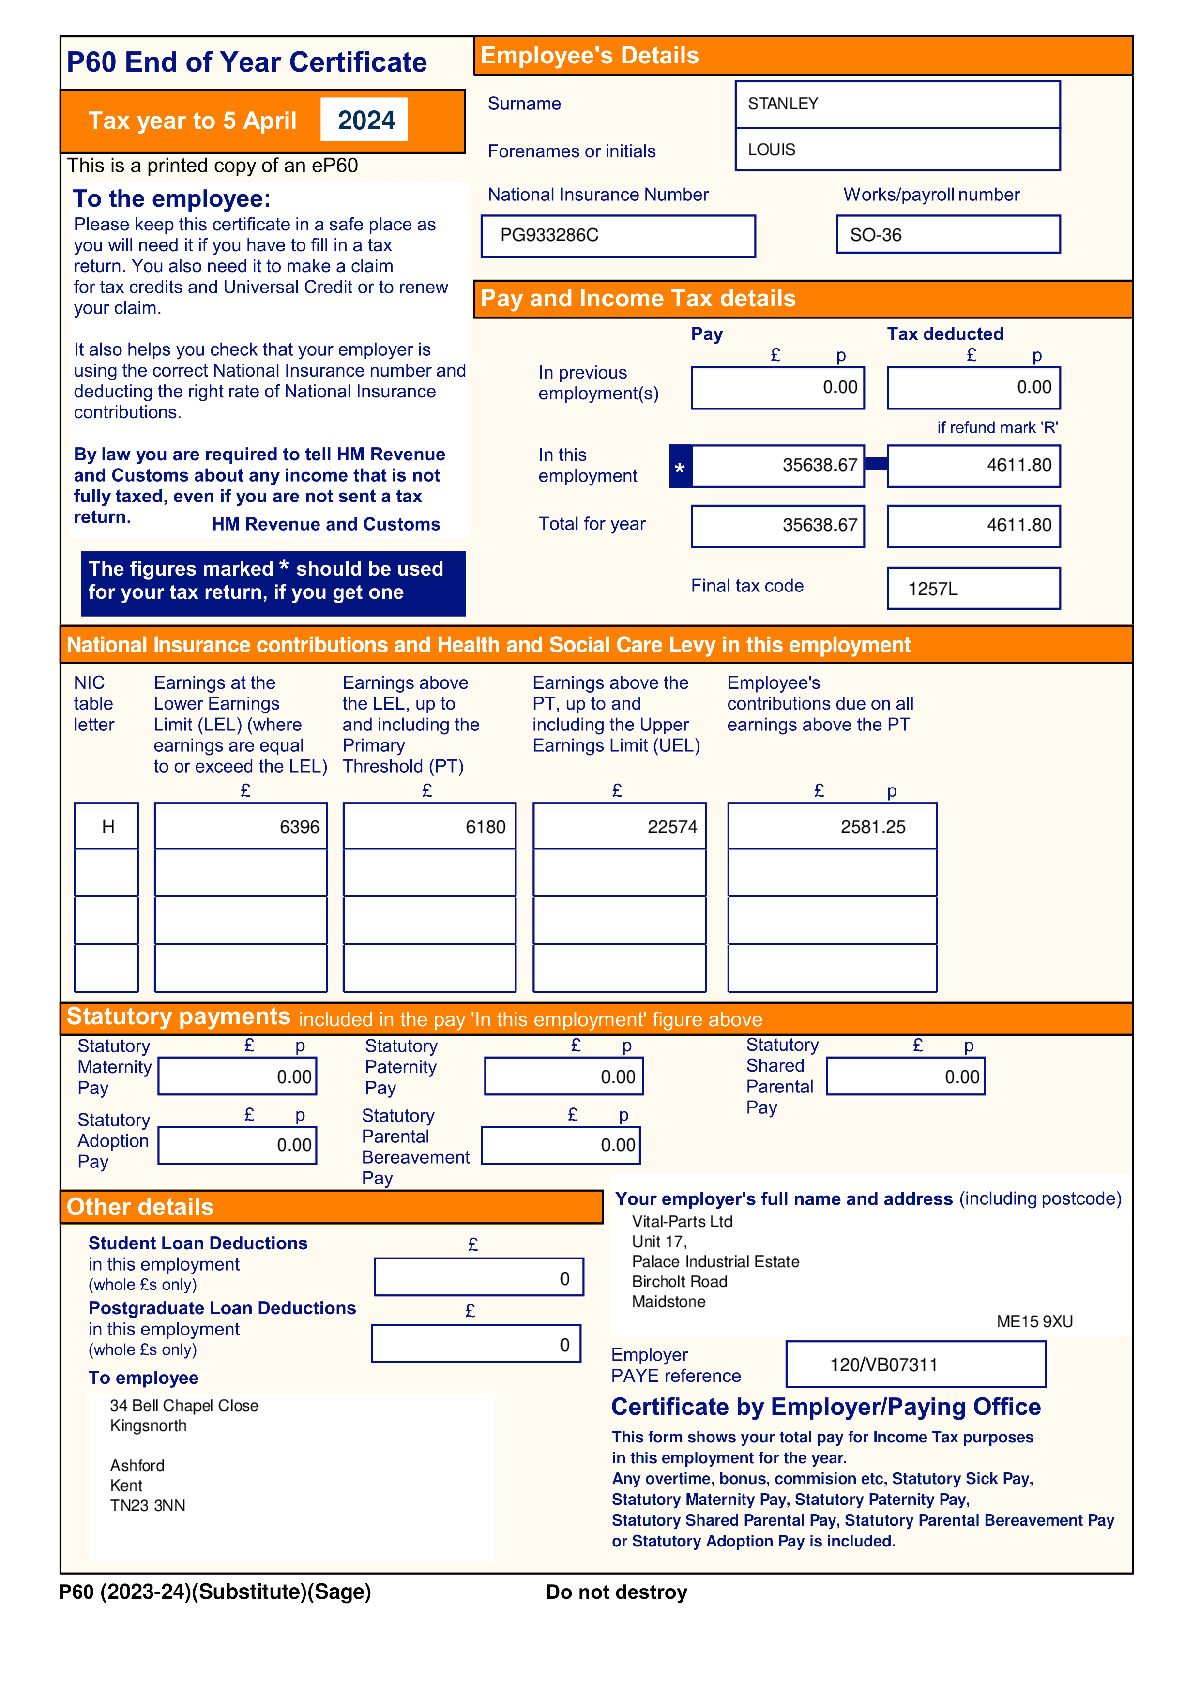 P60 End of Year Certificate
Tax year to 5 April 2024
This is a printed copy of an eP60
To the employee:
Please keep this certificate in a safe place as
you will need it if you have to fill in a tax
return. You also need it to make a claim
for tax credits and Universal Credit or to renew
your claim.
It also helps you check that your employer is
using the correct National Insurance number and
deducting the right rate of National Insurance
contributions.
By law you are required to tell HM Revenue
and Customs about any income that is not
fully taxed, even if you are not sent a tax
return.
HM Revenue and Customs
The figures marked * should be used
for your tax return, if you get one
Employee's Details
Surname STANLEY
Forenames or initials LOUIS
National Insurance Number Works/payroll number
PG933286C SO-36
Pay and Income Tax details
Pay Tax deducted
£ p £ p
In previous
employment(s) 0.00 0.00
if refund mark 'R'
In this
employment * 35638.67 4611.80
Total for year 35638.67 4611.80
Final tax code 1257L
National Insurance contributions and Health and Social Care Levy in this employment
NIC Earnings at the Earnings above Earnings above the Employee's
table Lower Earnings the LEL, up to PT, up to and contributions due on all
letter Limit (LEL) (where and including the including the Upper earnings above the PT
earnings are equal Primary Earnings Limit (UEL)
to or exceed the LEL) Threshold (PT)
£ £ £ £ p
H 6396 6180 22574 2581.25
Statutory payments included in the pay 'In this employment' figure above
Statutory
Maternity
Pay
£ p
0.00
Statutory
Paternity
Pay
£ p
0.00
Statutory
Shared
Parental
Pay
£ p
0.00
Statutory
Adoption
Pay
£ p
0.00
Statutory
Parental
Bereavement
Pay
£ p
0.00
Other details
Student Loan Deductions £
in this employment
(whole £s only) 0
Postgraduate Loan Deductions £
in this employment
(whole £s only) 0
To employee
34 Bell Chapel Close
Kingsnorth
Ashford
Kent
TN23 3NN
Your employer's full name and address (including postcode)
Vital-Parts Ltd
Unit 17,
Palace Industrial Estate
Bircholt Road
Maidstone
ME15 9XU
Employer
PAYE reference 120/VB07311
Certificate by Employer/Paying Office
This form shows your total pay for Income Tax purposes
in this employment for the year.
Any overtime, bonus, commision etc, Statutory Sick Pay,
Statutory Maternity Pay, Statutory Paternity Pay,
Statutory Shared Parental Pay, Statutory Parental Bereavement Pay
or Statutory Adoption Pay is included.
P60 (2023-24)(Substitute)(Sage) Do not destroy